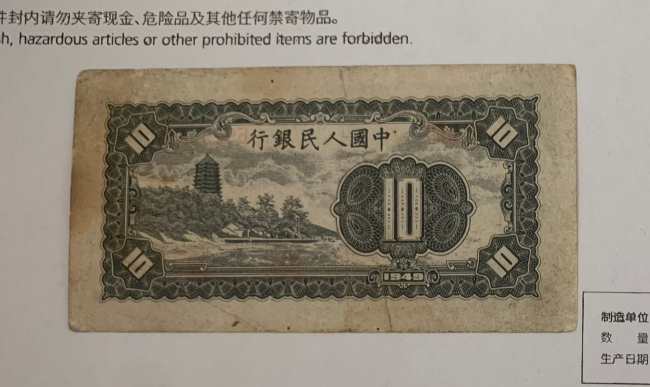 件封内请勿夹寄现金、危险品及其他任何禁寄物品。
h, hazardous articles or other prohibited items are forbidden.
10
10
行銀民人國中
10
1949
10
10
制造单位
数 量
生产日期